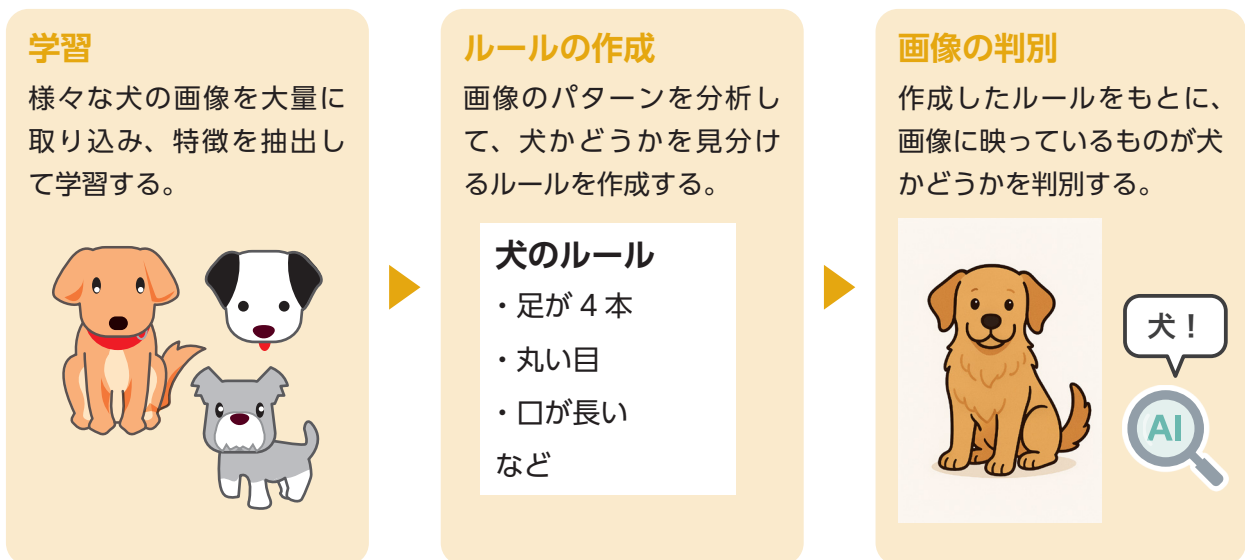 学習
様々な犬の画像を大量に
取り込み、特徴を抽出し
て学習する。
ルールの作成
画像のパターンを分析し
て、犬かどうかを見分け
るルールを作成する。
犬のルール
・足が 4 本
・丸い目
・口が長い
など
画像の判別
作成したルールをもとに、
画像に映っているものが犬
かどうかを判別する。
犬！
AI